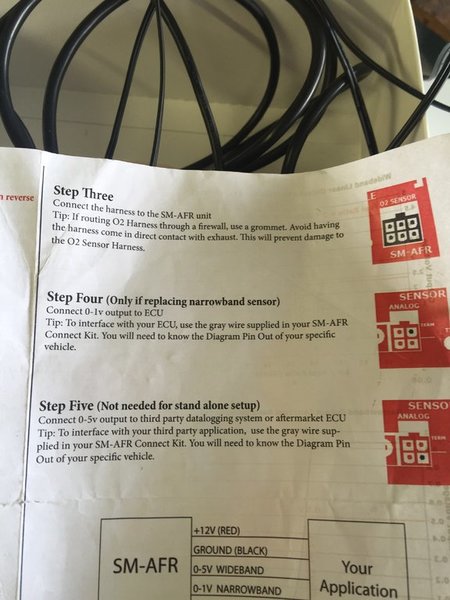 n reverse
Step Three
Connect the harness to the SM-AFR unit
Tip: If routing O2 Harness through a firewall, use a grommet. Avoid having
the harness come in direct contact with exhaust. This will prevent damage to
the O2 Sensor Harness.
E
O2 SENSOR
SM-AFR
Step Four (Only if replacing narrowband sensor)
Connect 0-1v output to ECU
Tip: To interface with your ECU, use the gray wire supplied in your SM-AFR
Connect Kit. You will need to know the Diagram Pin Out of your specific
vehicle.
SENSOR
ANALOG
TERM
T
Step Five (Not needed for stand alone setup)
Connect 0-5v output to third party datalogging system or aftermarket ECU
Tip: To interface with your third party application, use the gray wire sup-
plied in your SM-AFR Connect Kit. You will need to know the Diagram Pin
Out of your specific vehicle.
SENSO
ANALOG
TERM
SM-AFR
+12V (RED)
GROUND (BLACK)
0-5V WIDEBAND
0-1V NARROWBAND
Your
Application